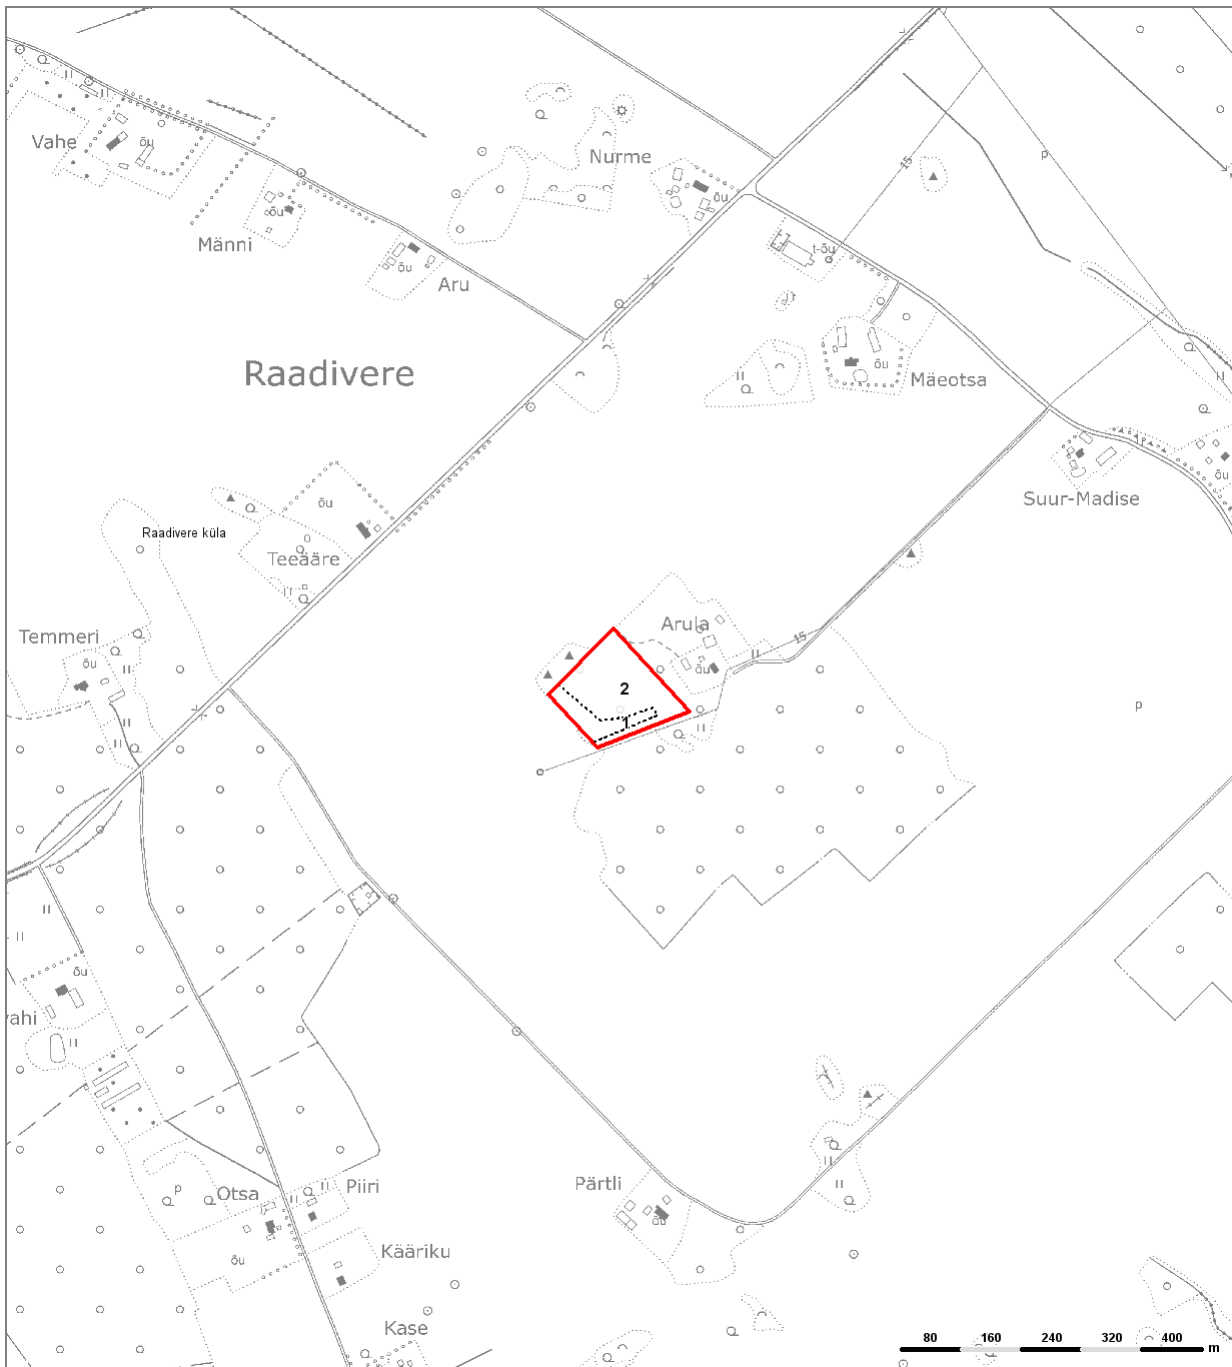 Vahe
õu
Nurme
õu
p
15
Männi
õu
t-õu
Aru
õu
Raadivere
õu
Mäeotsa
õu
Suur-Madise
õu
Raadivere küla
Teeääre
Temmeri
õu
Arula
õu
15
2
1
p
õu
ahi
Otsa
p
Piiri
õu
Kääriku
Kase
Pärtli
õu
80 160 240 320 400
m